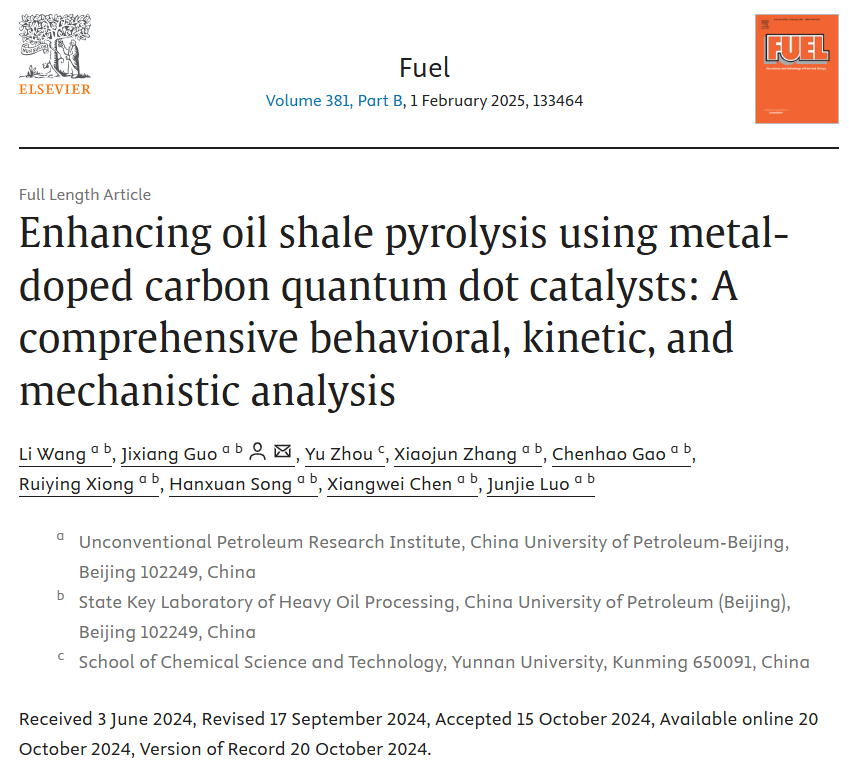 ELSEVIER
Fuel
Volume 381, Part B, 1 February 2025, 133464
FUEL
Full Length Article
Enhancing oil shale pyrolysis using metal-
doped carbon quantum dot catalysts: A
comprehensive behavioral, kinetic, and
mechanistic analysis
Li Wang a b, Jixiang Guo a b , Yu Zhou c, Xiaojun Zhang a b, Chenhao Gao a b,
Ruiying Xiong a b, Hanxuan Song a b, Xiangwei Chen a b, Junjie Luo a b
a Unconventional Petroleum Research Institute, China University of Petroleum-Beijing,
Beijing 102249, China
b State Key Laboratory of Heavy Oil Processing, China University of Petroleum (Beijing),
Beijing 102249, China
c School of Chemical Science and Technology, Yunnan University, Kunming 650091, China
Received 3 June 2024, Revised 17 September 2024, Accepted 15 October 2024, Available online 20
October 2024, Version of Record 20 October 2024.